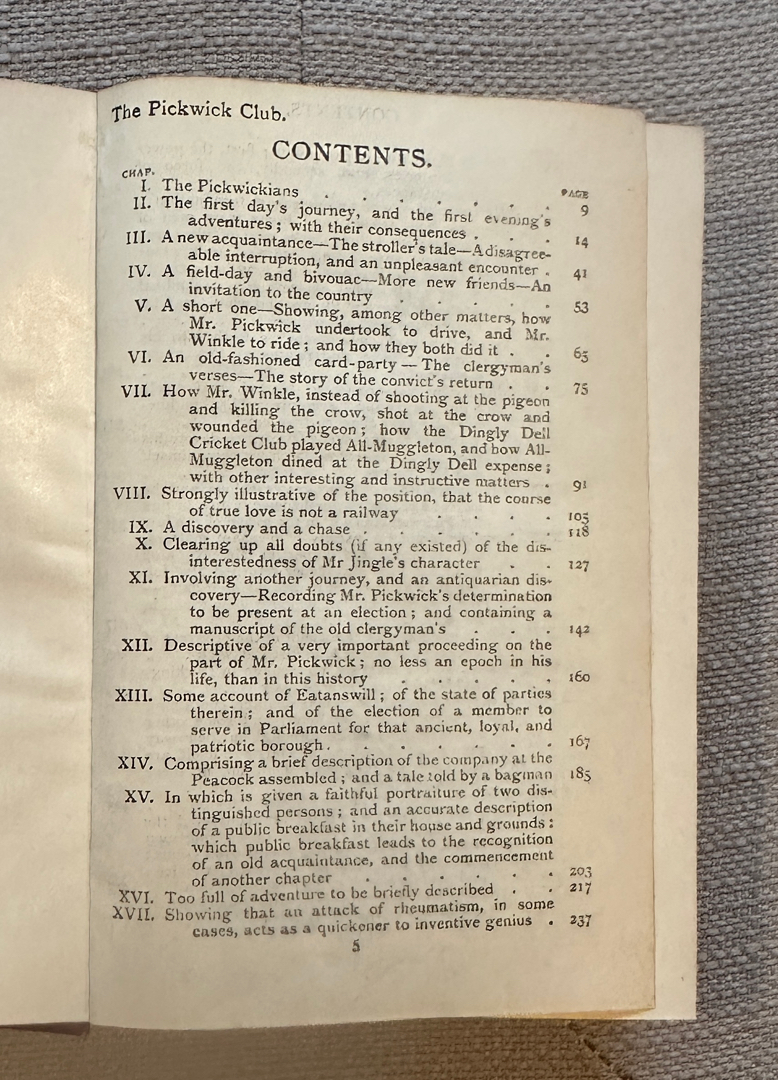 The Pickwick Club.
CONTENTS.
CHAP.
PAGE
I. The Pickwickians . . . . . . 9
II. The first day's journey, and the first evening's
adventures; with their consequences . . . 14
III. A new acquaintance—The stroller's tale—A disagree-
able interruption, and an unpleasant encounter . 41
IV. A field-day and bivouac—More new friends—An
invitation to the country . . . . 53
V. A short one—Showing, among other matters, how
Mr. Pickwick undertook to drive, and Mr.
Winkle to ride; and how they both did it . . 65
VI. An old-fashioned card-party—The clergyman's
verses—The story of the convict's return . . 75
VII. How Mr. Winkle, instead of shooting at the pigeon
and killing the crow, shot at the crow and
wounded the pigeon; how the Dingly Dell
Cricket Club played All-Muggleton, and how All-
Muggleton dined at the Dingly Dell expense;
with other interesting and instructive matters . 91
VIII. Strongly illustrative of the position, that the course
of true love is not a railway . . . . 105
IX. A discovery and a chase . . . . . . 118
X. Clearing up all doubts (if any existed) of the dis-
interestedness of Mr Jingle's character . . 127
XI. Involving another journey, and an antiquarian dis-
covery—Recording Mr. Pickwick's determination
to be present at an election; and containing a
manuscript of the old clergyman's . . . 142
XII. Descriptive of a very important proceeding on the
part of Mr. Pickwick; no less an epoch in his
life, than in this history . . . . . 160
XIII. Some account of Eatanswill; of the state of parties
therein; and of the election of a member to
serve in Parliament for that ancient, loyal, and
patriotic borough . . . . . . . 167
XIV. Comprising a brief description of the company at the
Peacock assembled; and a tale told by a bagman 185
XV. In which is given a faithful portraiture of two dis-
tinguished persons; and an accurate description
of a public breakfast in their house and grounds:
which public breakfast leads to the recognition
of an old acquaintance, and the commencement
of another chapter . . . . . . 203
XVI. Too full of adventure to be briefly described . . 217
XVII. Showing that an attack of rheumatism, in some
cases, acts as a quickener to inventive genius . 237
5